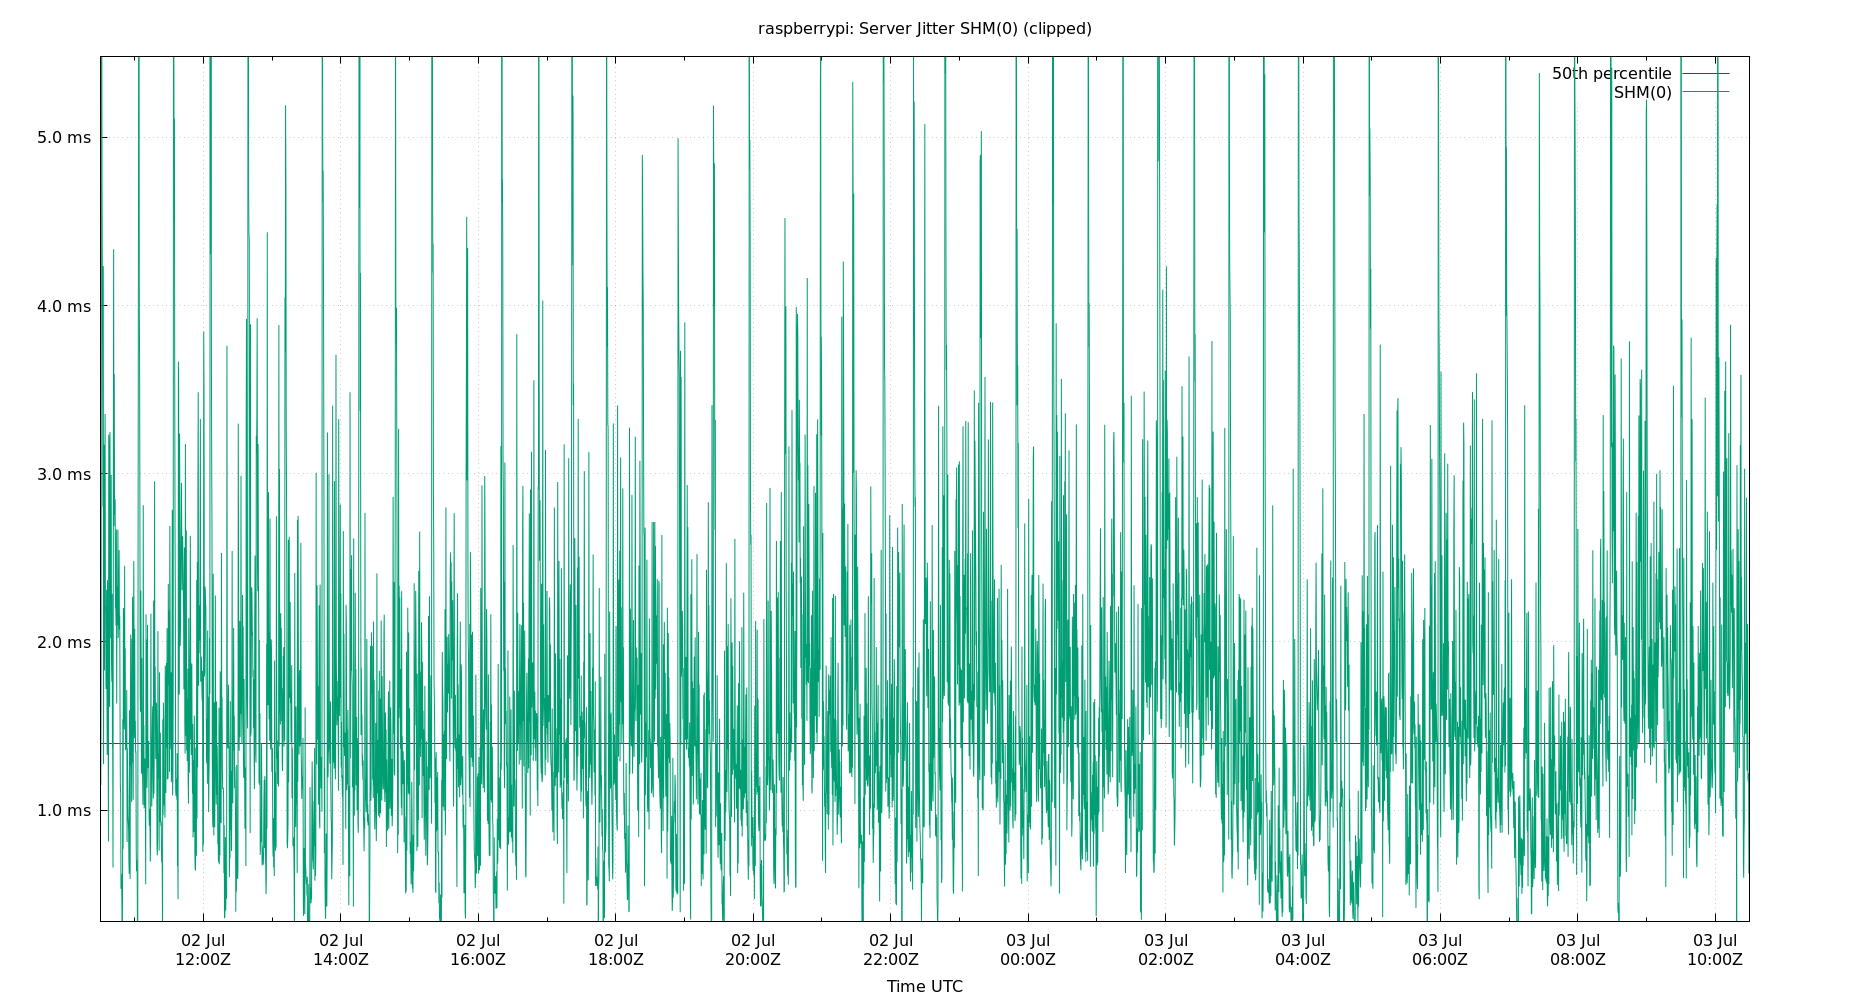 raspberrypi: Server Jitter SHM(0) (clipped)
50th percentile
SHM(0)
5.0 ms
4.0 ms
3.0 ms
2.0 ms
1.0 ms
02 Jul 02 Jul 02 Jul 02 Jul 02 Jul 02 Jul 03 Jul 03 Jul 03 Jul 03 Jul 03 Jul 03 Jul
12:00Z 14:00Z 16:00Z 18:00Z 20:00Z 22:00Z 00:00Z 02:00Z 04:00Z 06:00Z 08:00Z 10:00Z
Time UTC